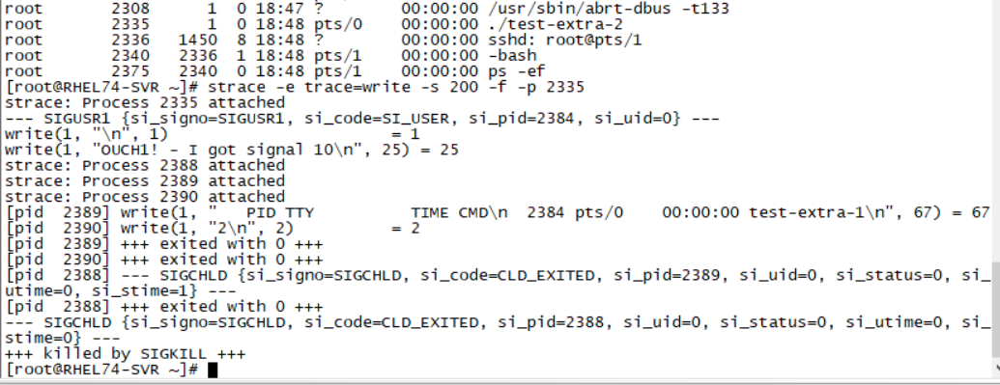 root      2308     1  0 18:47 ?        00:00:00 /usr/sbin/abrt-dbus -t133
root      2335     1  0 18:48 pts/0    00:00:00 ./test-extra-2
root      2336  1450  8 18:48 ?        00:00:00 sshd: root@pts/1
root      2340  2336  1 18:48 pts/1    00:00:00 -bash
root      2375  2340  0 18:48 pts/1    00:00:00 ps -ef
[root@RHEL74-SVR ~]# strace -e trace=write -s 200 -f -p 2335
strace: Process 2335 attached
--- SIGUSR1 {si_signo=SIGUSR1, si_code=SI_USER, si_pid=2384, si_uid=0} ---
write(1, "\n", 1)                       = 1
write(1, "OUCH1! - I got signal 10\n", 25) = 25
strace: Process 2388 attached
strace: Process 2389 attached
strace: Process 2390 attached
[pid  2389] write(1, "   PID TTY          TIME CMD\n  2384 pts/0    00:00:00 test-extra-1\n", 67) = 67
[pid  2390] write(1, "2\n", 2)          = 2
[pid  2389] +++ exited with 0 +++
[pid  2390] +++ exited with 0 +++
[pid  2388] --- SIGCHLD {si_signo=SIGCHLD, si_code=CLD_EXITED, si_pid=2389, si_uid=0, si_status=0, si_
utime=0, si_stime=1} ---
[pid  2388] +++ exited with 0 +++
--- SIGCHLD {si_signo=SIGCHLD, si_code=CLD_EXITED, si_pid=2388, si_uid=0, si_status=0, si_utime=0, si_
stime=0} ---
+++ killed by SIGKILL +++
[root@RHEL74-SVR ~]#